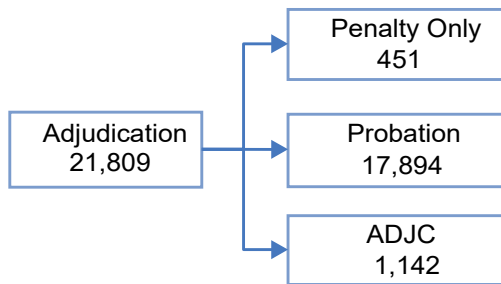 Penalty Only
451
Adjudication
21,809
Probation
17,894
ADJC
1,142